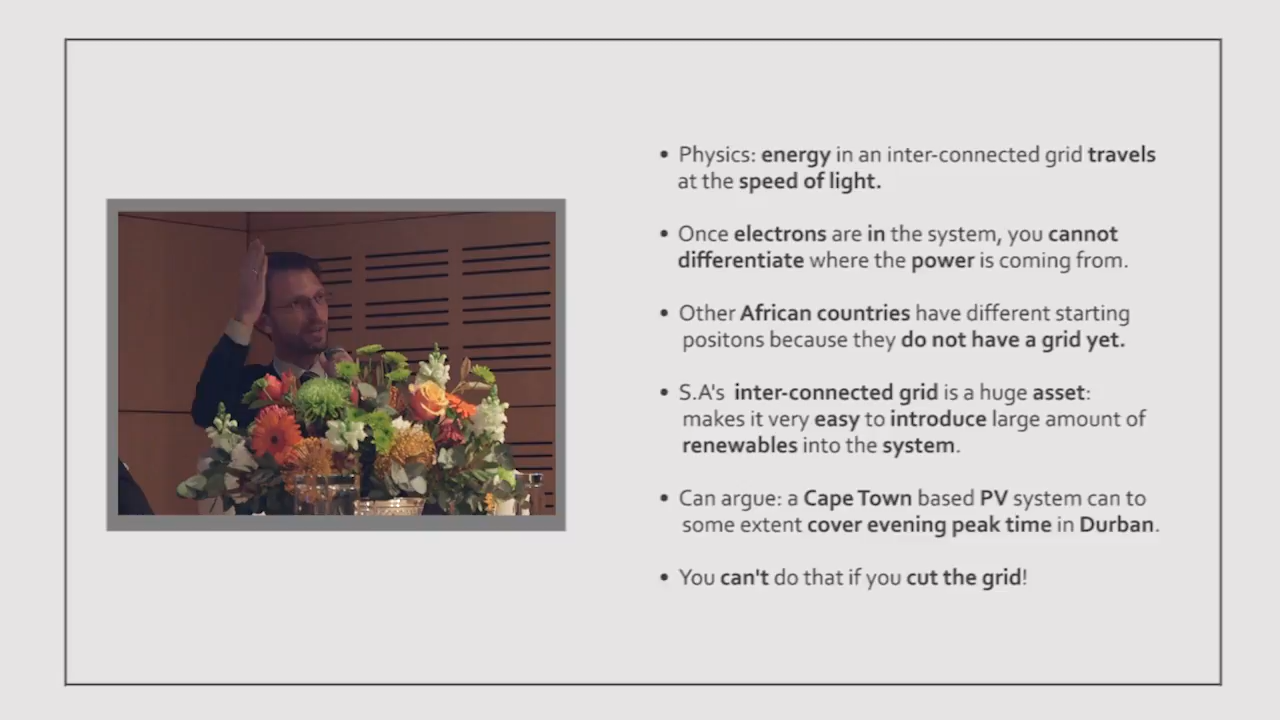 • Physics: energy in an inter-connected grid travels
at the speed of light.
• Once electrons are in the system, you cannot
differentiate where the power is coming from.
• Other African countries have different starting
positons because they do not have a grid yet.
• S.A's inter-connected grid is a huge asset:
makes it very easy to introduce large amount of
renewables into the system.
• Can argue: a Cape Town based PV system can to
some extent cover evening peak time in Durban.
• You can't do that if you cut the grid!